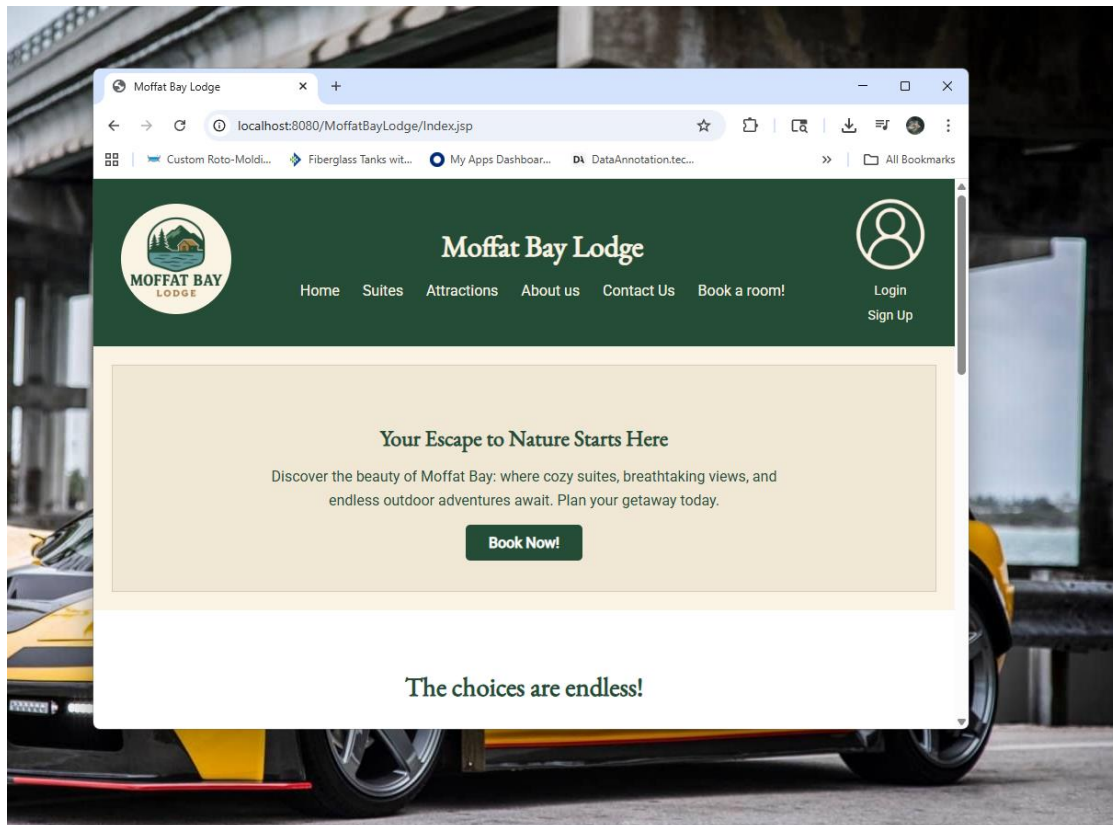 Moffat Bay Lodge
localhost:8080/MoffatBayLodge/Index.jsp
Custom Roto-Moldi...
Fiberglass Tanks wit...
My Apps Dashboar...
DA
DataAnnotation.tec...
All Bookmarks
MOFFAT BAY
LODGE
Moffat Bay Lodge
Home Suites Attractions About us Contact Us Book a room!
Login
Sign Up
Your Escape to Nature Starts Here
Discover the beauty of Moffat Bay: where cozy suites, breathtaking views, and
endless outdoor adventures await. Plan your getaway today.
Book Now!
The choices are endless!